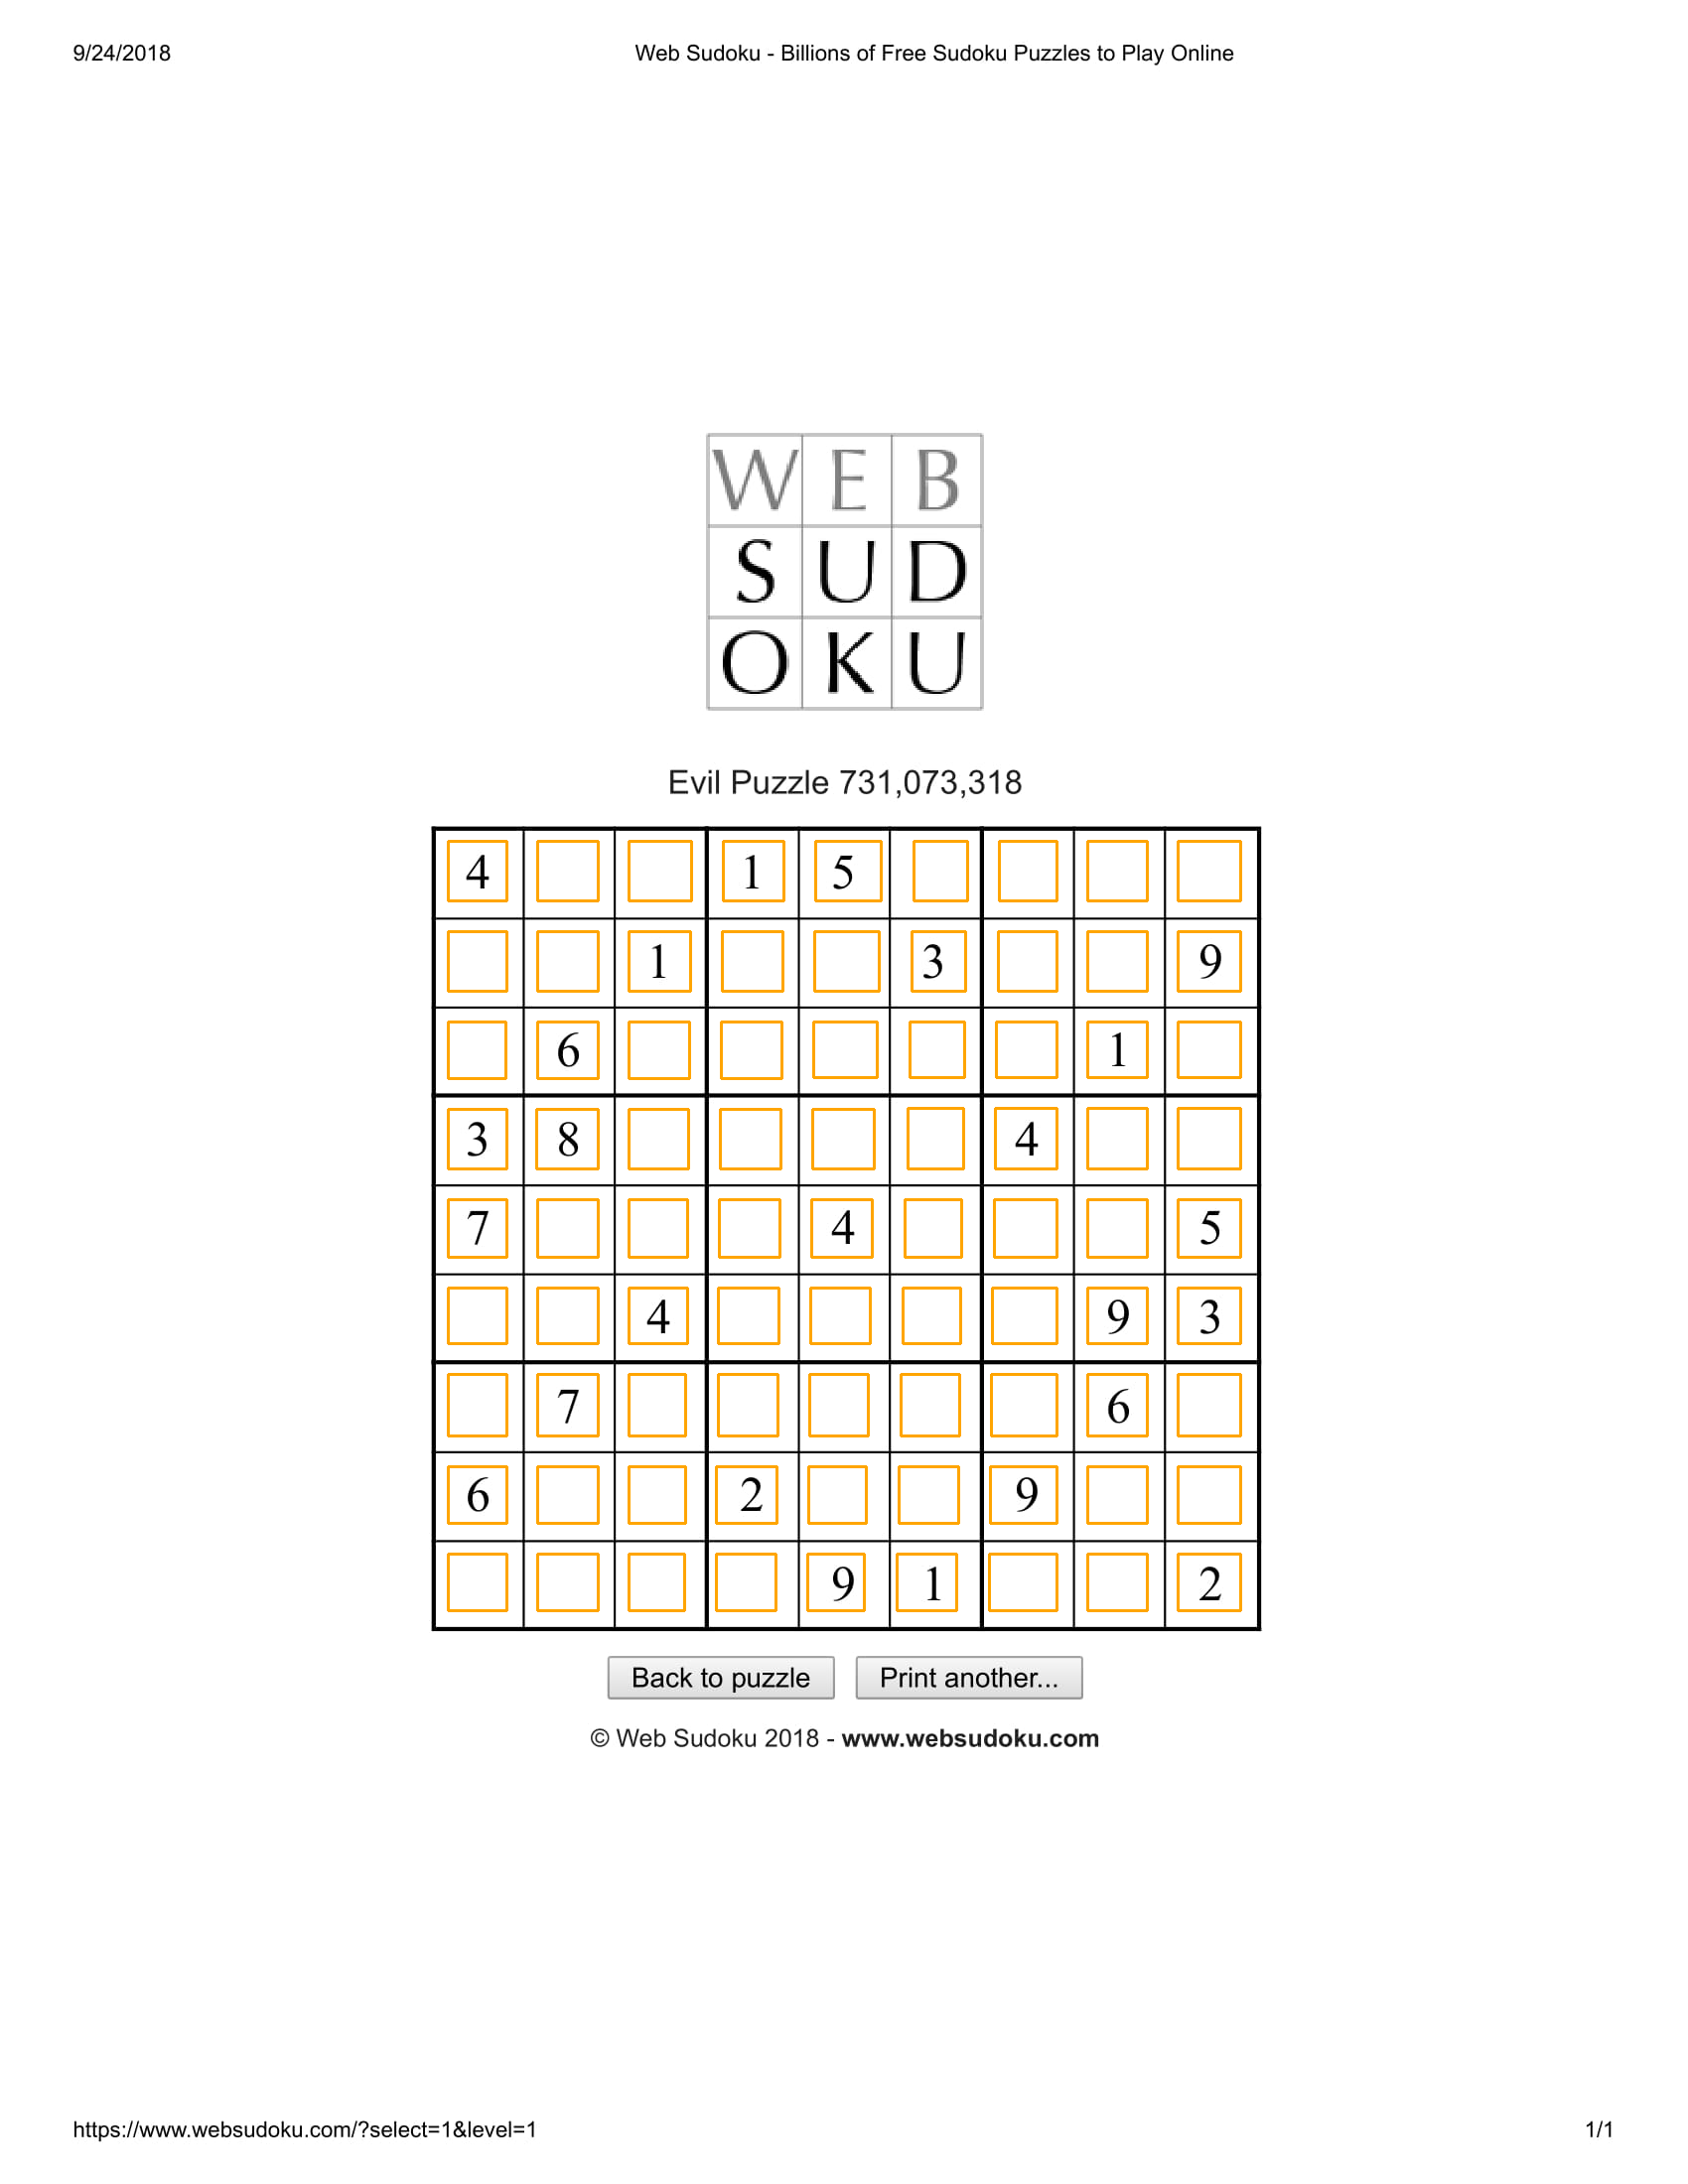 9/24/2018 Web Sudoku - Billions of Free Sudoku Puzzles to Play Online
W E B
S U D
O K U
Evil Puzzle 731,073,318
4 1 5
1 3 9
6 1
3 8 4
7 4 5
4 9 3
7 6
6 2 9
9 1 2
Back to puzzle Print another...
© Web Sudoku 2018 - www.websudoku.com
https://www.websudoku.com/?select=1&level=1 1/1